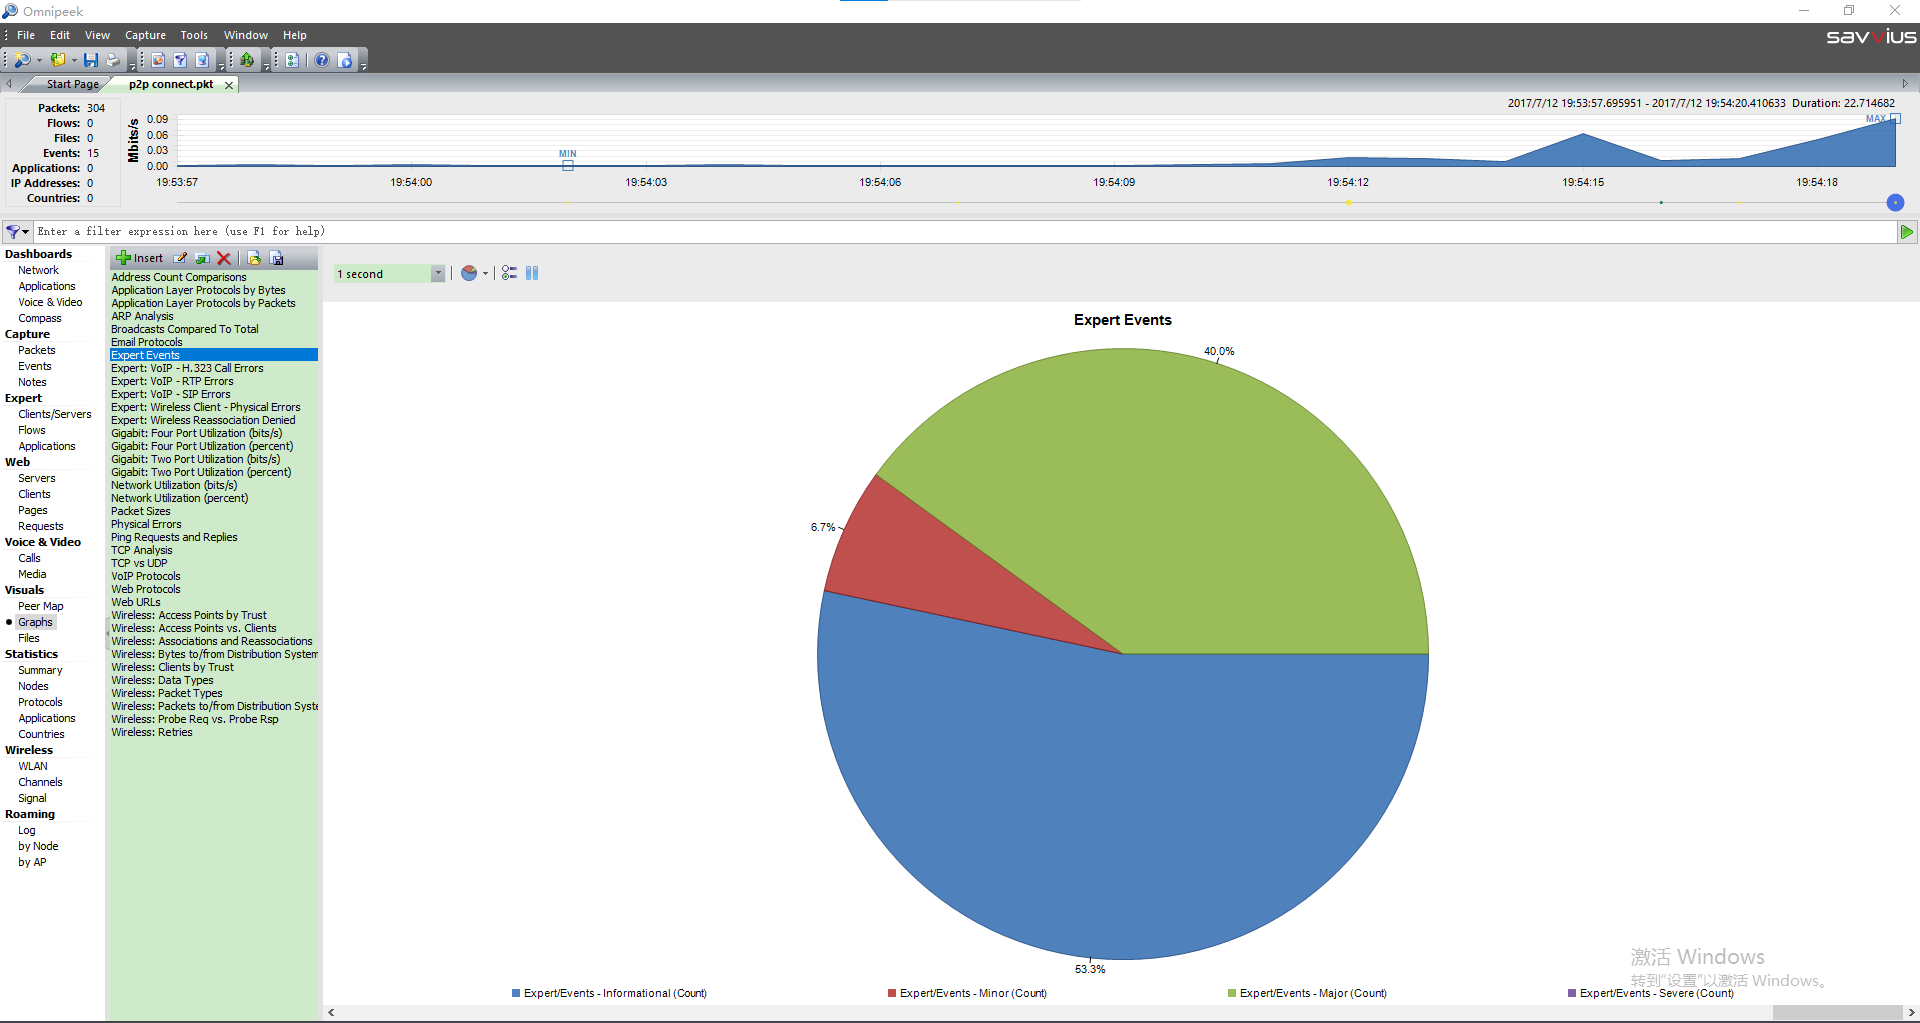 Omnipeek
File Edit View Capture Tools Window Help
savvius
Start Page p2p connect.pkt
Packets: 304
Flows: 0
Files: 0
Events: 15
Applications: 0
IP Addresses: 0
Countries: 0
2017/7/12 19:53:57.695951 - 2017/7/12 19:54:20.410633 Duration: 22.714682
Mbits/s
0.09
0.06
0.03
0.00
MIN
MAX
19:53:57 19:54:00 19:54:03 19:54:06 19:54:09 19:54:12 19:54:15 19:54:18
Enter a filter expression here (use F1 for help)
Dashboards
Network
Applications
Voice & Video
Compass
Capture
Packets
Events
Notes
Expert
Clients/Servers
Flows
Applications
Web
Servers
Clients
Pages
Requests
Voice & Video
Calls
Media
Visuals
Peer Map
Graphs
Files
Statistics
Summary
Nodes
Protocols
Applications
Countries
Wireless
WLAN
Channels
Signal
Roaming
Log
by Node
by AP
Insert
Address Count Comparisons
Application Layer Protocols by Bytes
Application Layer Protocols by Packets
ARP Analysis
Broadcasts Compared To Total
Email Protocols
Expert Events
Expert: VoIP - H.323 Call Errors
Expert: VoIP - RTP Errors
Expert: VoIP - SIP Errors
Expert: Wireless Client - Physical Errors
Expert: Wireless Reassociation Denied
Gigabit: Four Port Utilization (bits/s)
Gigabit: Four Port Utilization (percent)
Gigabit: Two Port Utilization (bits/s)
Gigabit: Two Port Utilization (percent)
Network Utilization (bits/s)
Network Utilization (percent)
Packet Sizes
Physical Errors
Ping Requests and Replies
TCP Analysis
TCP vs UDP
VoIP Protocols
Web Protocols
Web URLs
Wireless: Access Points by Trust
Wireless: Access Points vs. Clients
Wireless: Associations and Reassociations
Wireless: Bytes to/from Distribution System
Wireless: Clients by Trust
Wireless: Data Types
Wireless: Packet Types
Wireless: Packets to/from Distribution Syste
Wireless: Probe Req vs. Probe Rsp
Wireless: Retries
1 second
Expert Events
40.0%
6.7%
53.3%
Expert/Events - Informational (Count) Expert/Events - Minor (Count) Expert/Events - Major (Count) Expert/Events - Severe (Count)
激活 Windows
转到“设置”以激活 Windows。